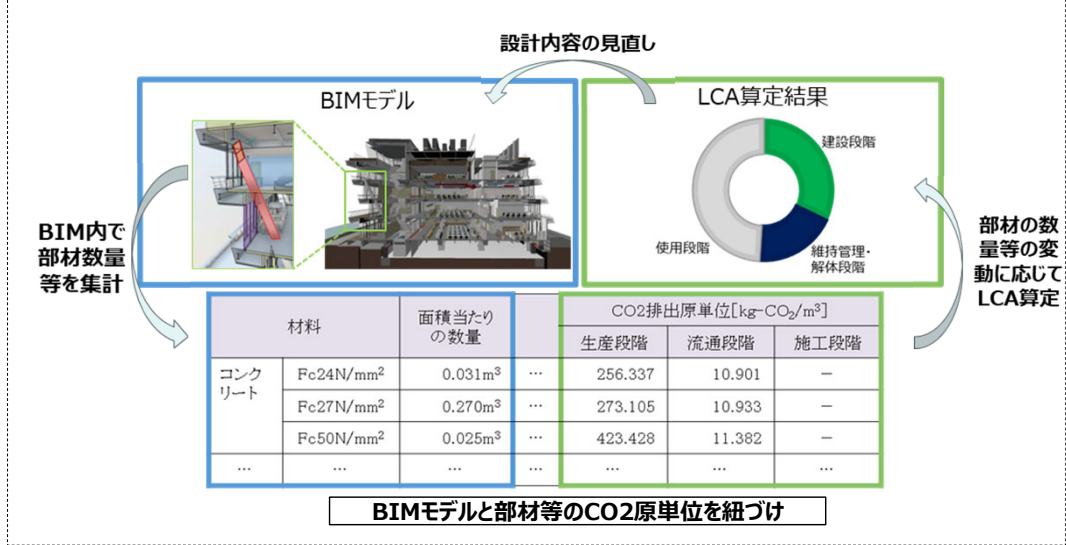 設計内容の見直し
BIMモデル
LCA算定結果
建設段階
維持管理・
解体段階
使用段階
BIM内で
部材数量
等を集計
部材の数
量等の変
動に応じて
LCA算定
材料
面積当たり
の数量
CO2排出原単位[kg-CO₂/m³]
生産段階 流通段階 施工段階
コンク
リート
Fc24N/mm² 0.031m³ … 256.337 10.901 −
Fc27N/mm² 0.270m³ … 273.105 10.933 −
Fc50N/mm² 0.025m³ … 423.428 11.382 −
… … … … … … …
BIMモデルと部材等のCO2原単位を紐づけ